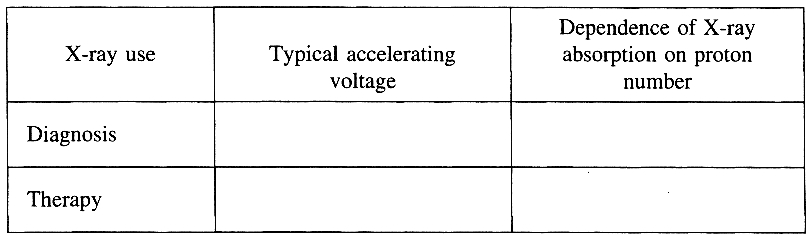 X-ray use
Typical accelerating
voltage
Dependence of X-ray
absorption on proton
number
Diagnosis
Therapy